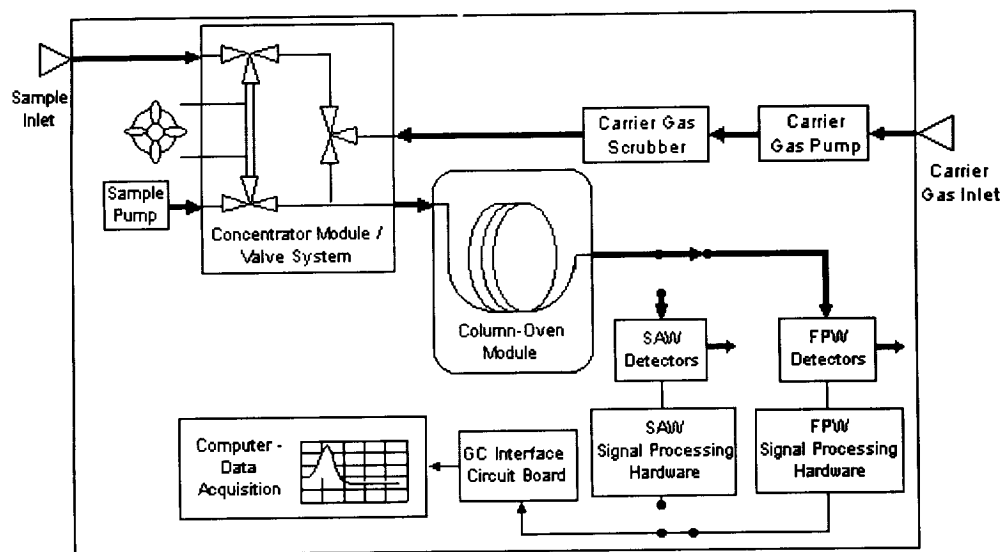 Sample
Inlet
Sample
Pump
Concentrator Module /
Valve System
Carrier Gas
Scrubber
Carrier
Gas Pump
Carrier
Gas Inlet
Column-Oven
Module
SAW
Detectors
FPW
Detectors
SAW
Signal Processing
Hardware
FPW
Signal Processing
Hardware
GC Interface
Circuit Board
Computer -
Data
Acquisition